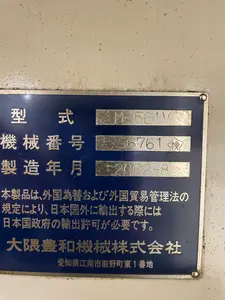 型式 M-561V
機械番号 56761
製造年月 2002-8
本製品は、外国為替および外国貿易管理法の
規定により、日本国外に輸出する際には
日本国政府の輸出許可が必要です。
大隈豊和機械株式会社
愛知県江南市前野町東1番地